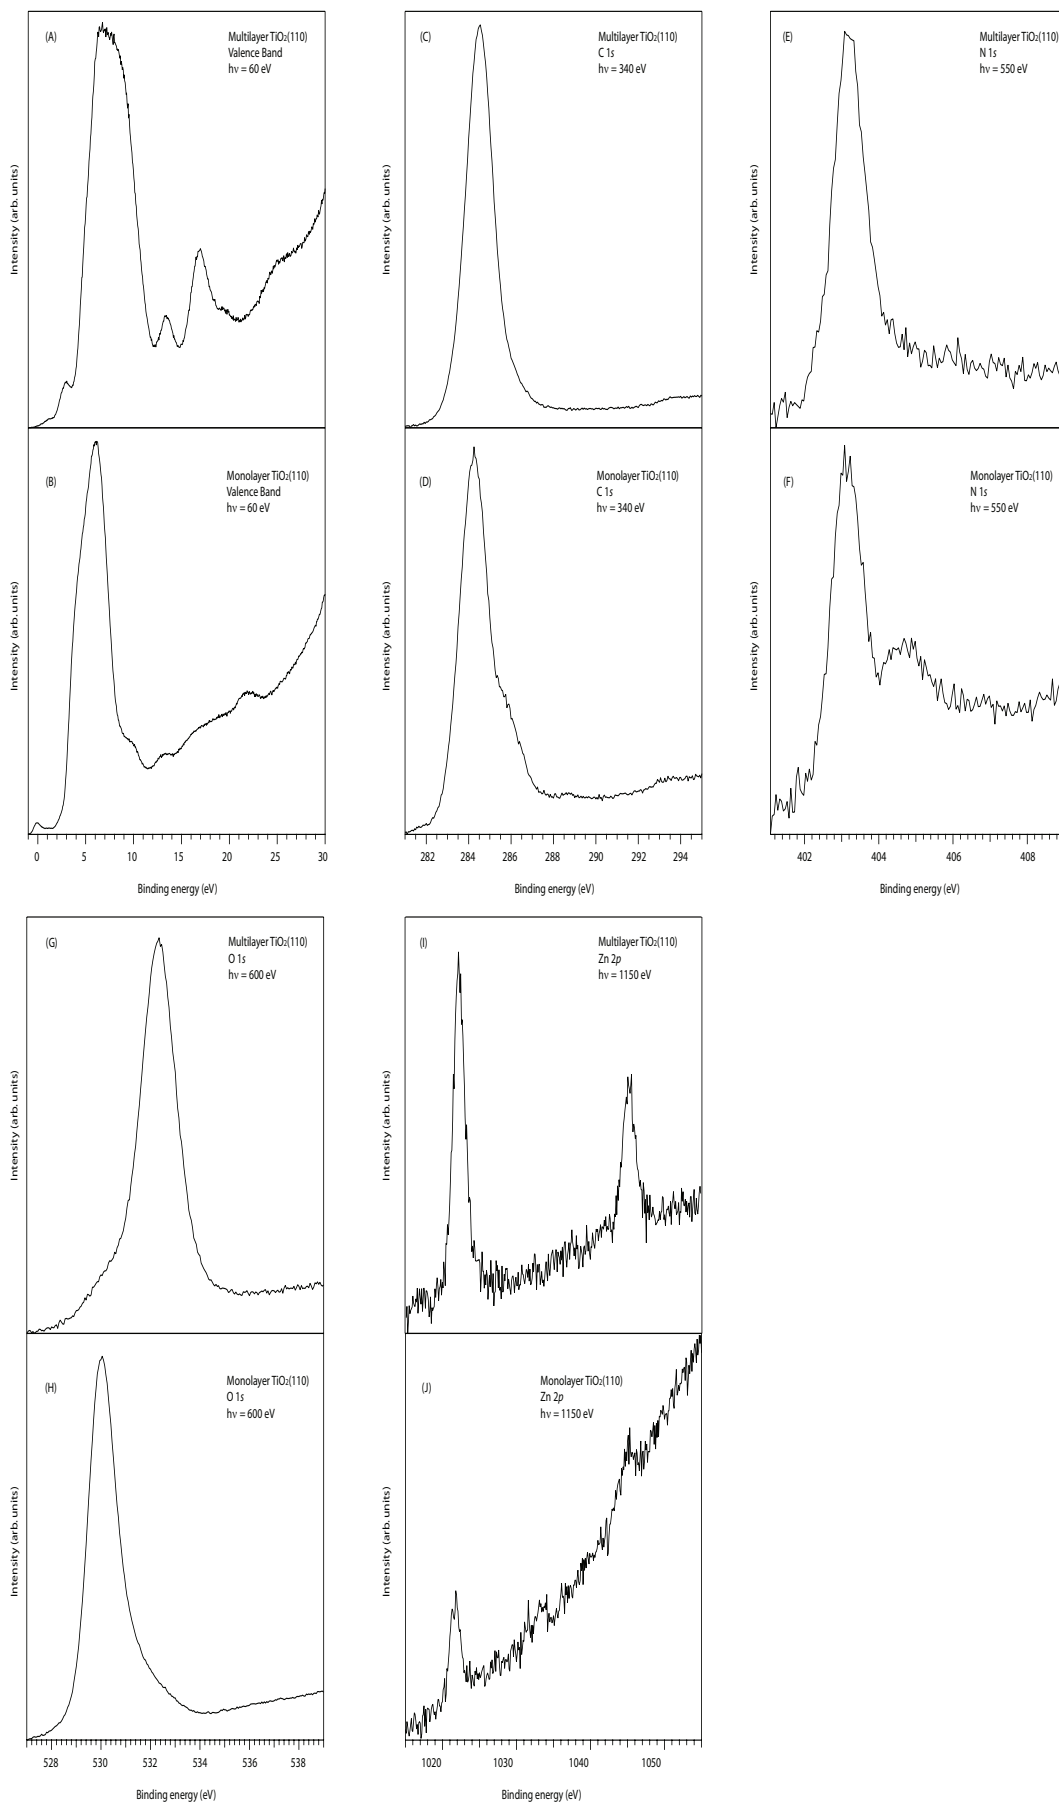 (A)
Multilayer TiO₂(110)
Valence Band
hν = 60 eV
Intensity (arb. units)
(C)
Multilayer TiO₂(110)
C 1s
hν = 340 eV
Intensity (arb. units)
(E)
Multilayer TiO₂(110)
N 1s
hν = 550 eV
Intensity (arb. units)
(B)
Monolayer TiO₂(110)
Valence Band
hν = 60 eV
Intensity (arb. units)
0 5 10 15 20 25 30
Binding energy (eV)
(D)
Monolayer TiO₂(110)
C 1s
hν = 340 eV
Intensity (arb. units)
282 284 286 288 290 292 294
Binding energy (eV)
(F)
Monolayer TiO₂(110)
N 1s
hν = 550 eV
Intensity (arb. units)
402 404 406 408
Binding energy (eV)
(G)
Multilayer TiO₂(110)
O 1s
hν = 600 eV
Intensity (arb. units)
(I)
Multilayer TiO₂(110)
Zn 2p
hν = 1150 eV
Intensity (arb. units)
(H)
Monolayer TiO₂(110)
O 1s
hν = 600 eV
Intensity (arb. units)
528 530 532 534 536 538
Binding energy (eV)
(J)
Monolayer TiO₂(110)
Zn 2p
hν = 1150 eV
Intensity (arb. units)
1020 1030 1040 1050
Binding energy (eV)